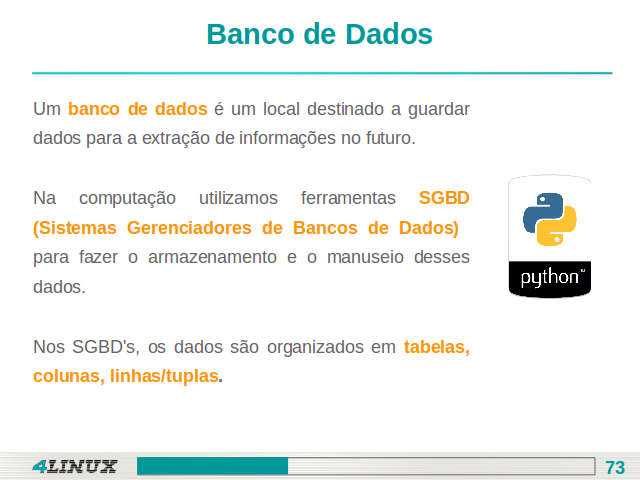 Banco de Dados
Um banco de dados é um local destinado a guardar
dados para a extração de informações no futuro.
Na computação utilizamos ferramentas SGBD
(Sistemas Gerenciadores de Bancos de Dados)
para fazer o armazenamento e o manuseio desses
dados.
Nos SGBD's, os dados são organizados em tabelas,
colunas, linhas/tuplas.
python™
4LINUX
73